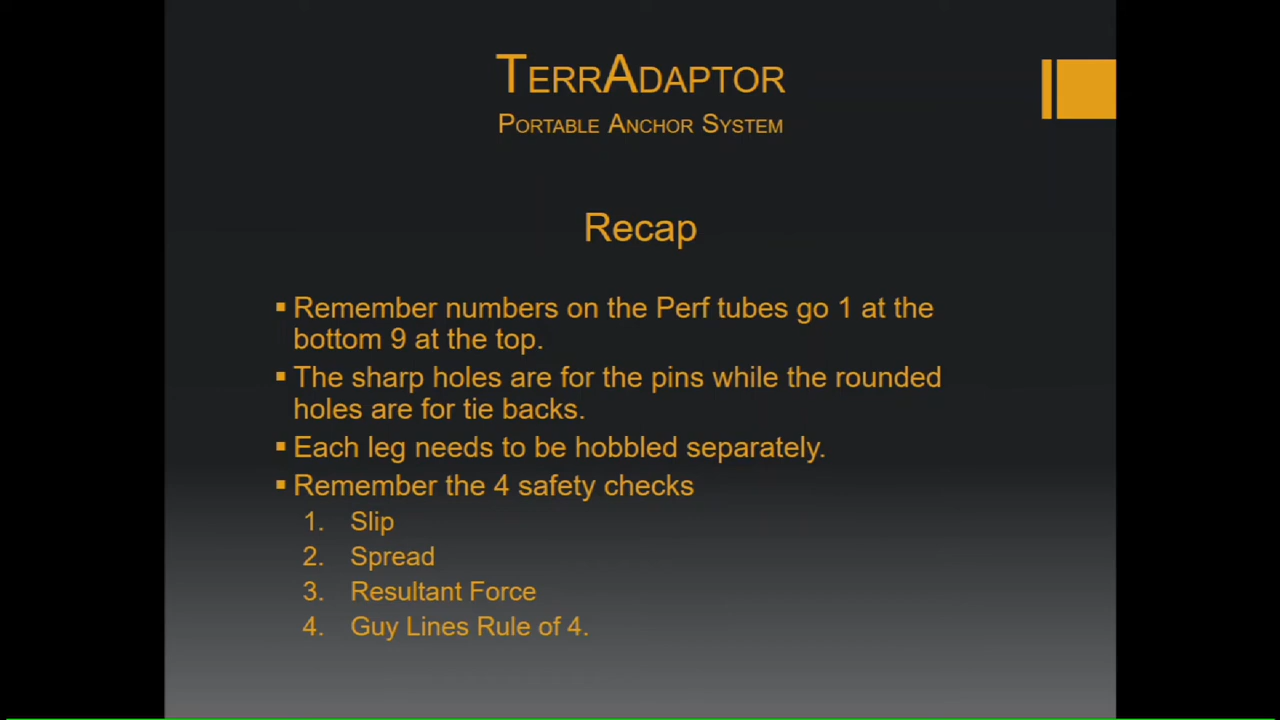 TERRADAPTOR
PORTABLE ANCHOR SYSTEM
Recap
▪ Remember numbers on the Perf tubes go 1 at the
bottom 9 at the top.
▪ The sharp holes are for the pins while the rounded
holes are for tie backs.
▪ Each leg needs to be hobbled separately.
▪ Remember the 4 safety checks
1. Slip
2. Spread
3. Resultant Force
4. Guy Lines Rule of 4.